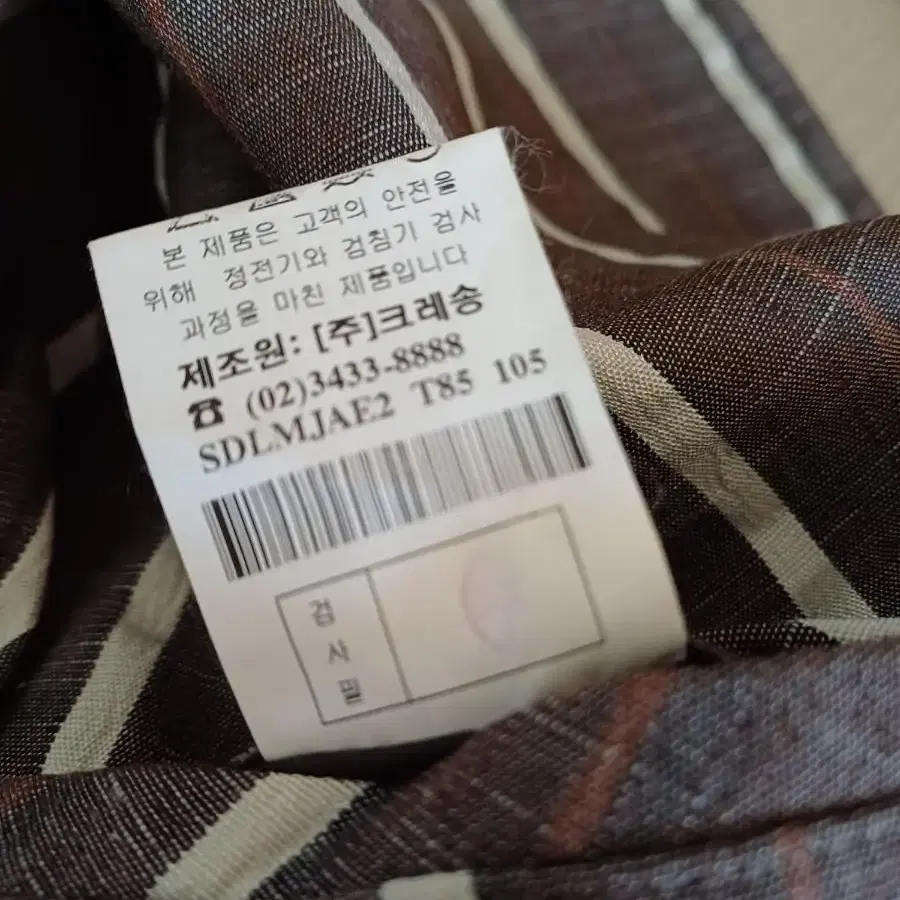 본 제품은 고객의 안전을
위해 정전기와 검침기 검사
과정을 마친 제품입니다
제조원: [주]크레송
☎ (02)3433-8888
SDLMJAE2 T85 105
검
사
필